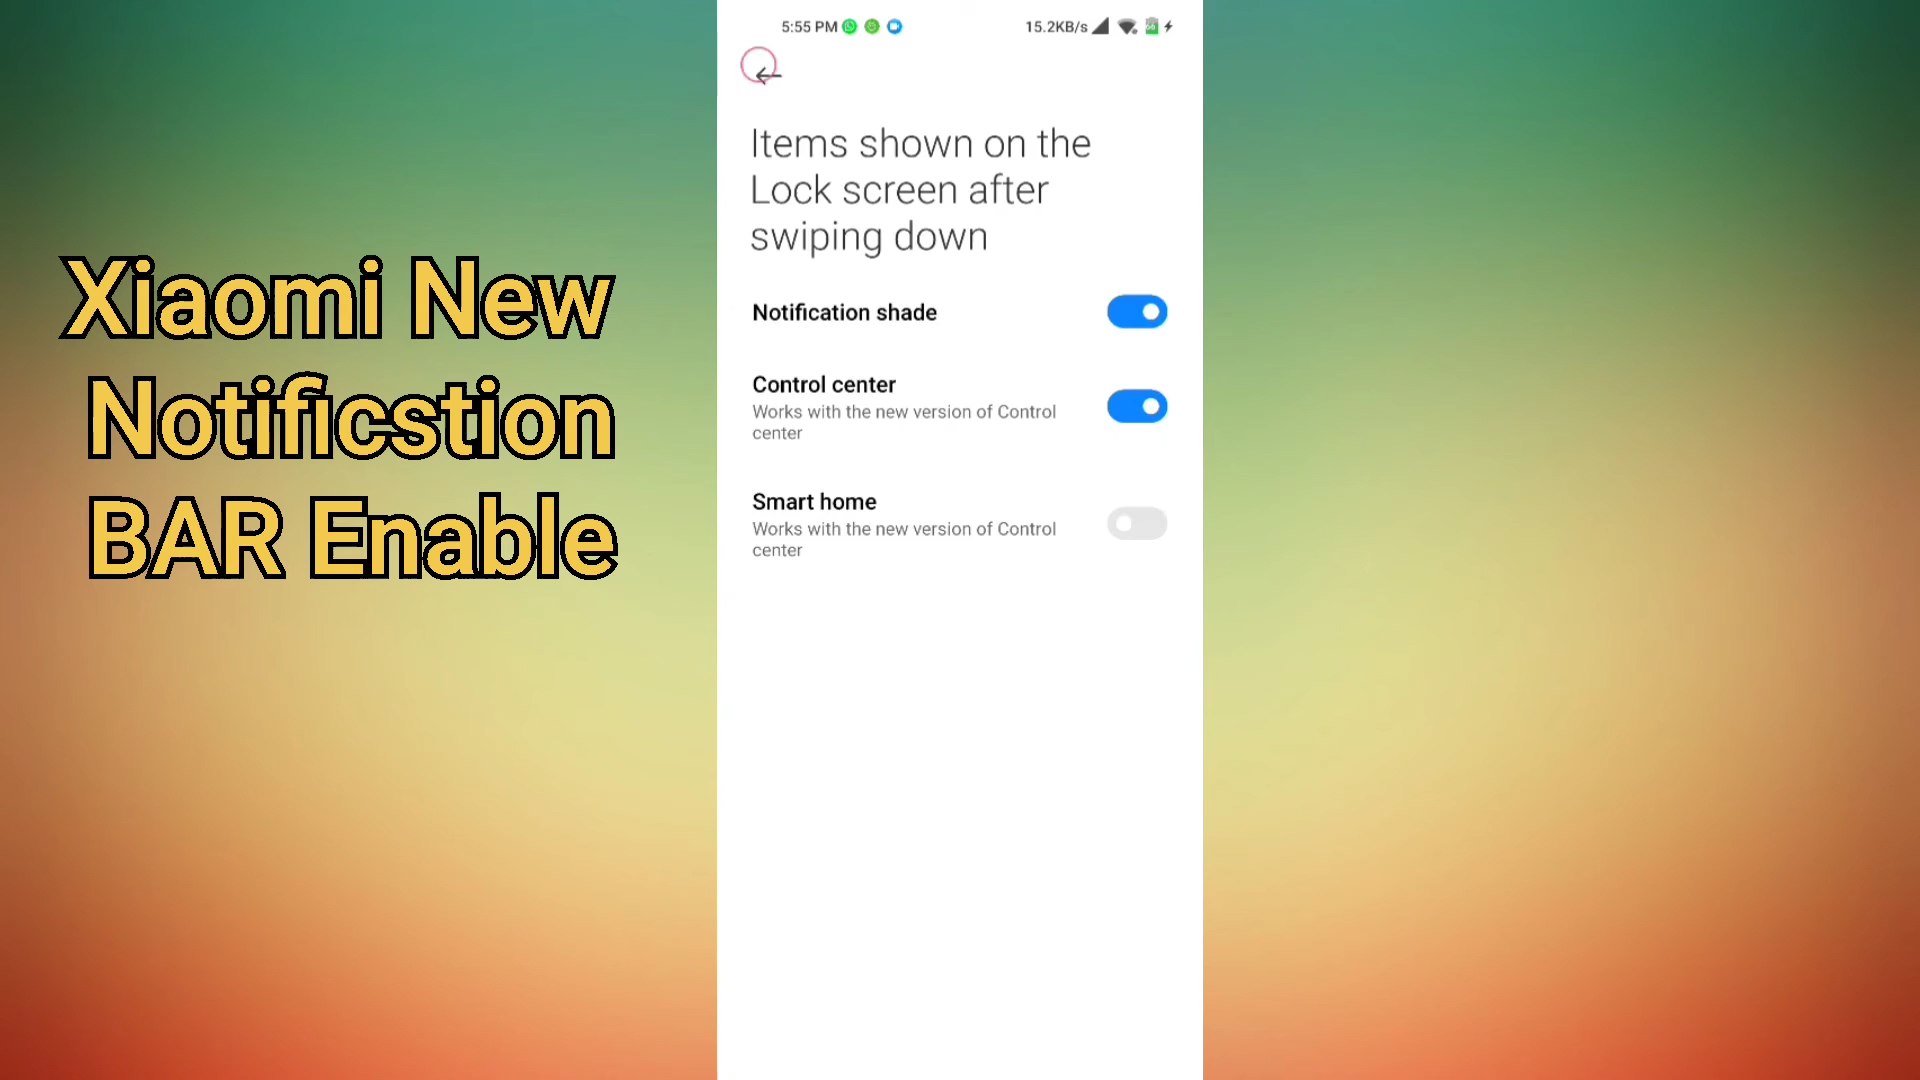 Xiaomi New
Notificstion
BAR Enable
5:55 PM
15.2KB/s
Items shown on the
Lock screen after
swiping down
Notification shade
Control center
Works with the new version of Control
center
Smart home
Works with the new version of Control
center